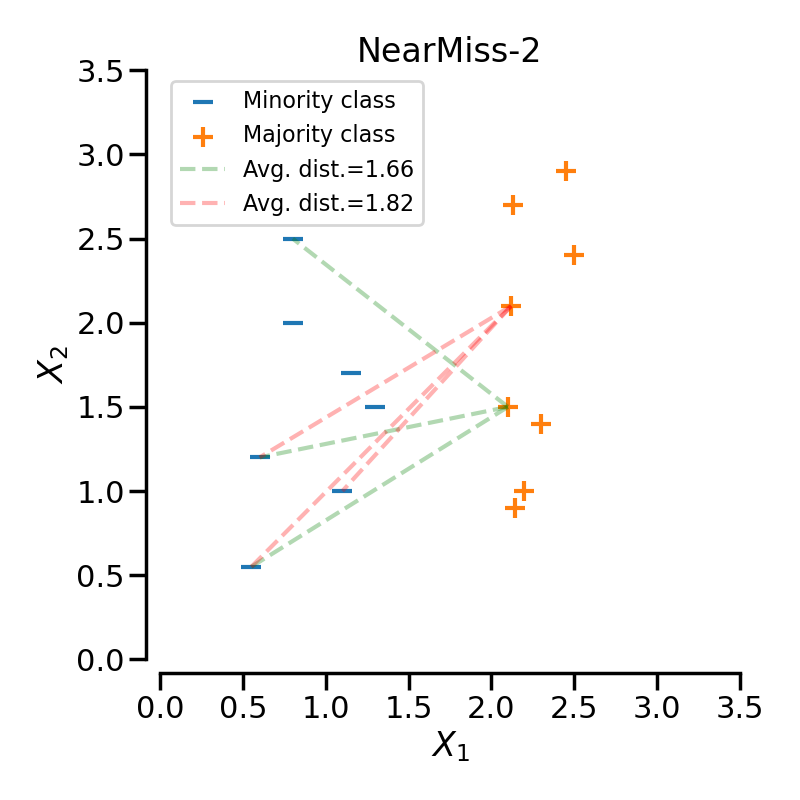 NearMiss-2
Minority class
Majority class
Avg. dist.=1.66
Avg. dist.=1.82
3.5
3.0
2.5
2.0
1.5
1.0
0.5
0.0
X₂
0.0 0.5 1.0 1.5 2.0 2.5 3.0 3.5
X₁